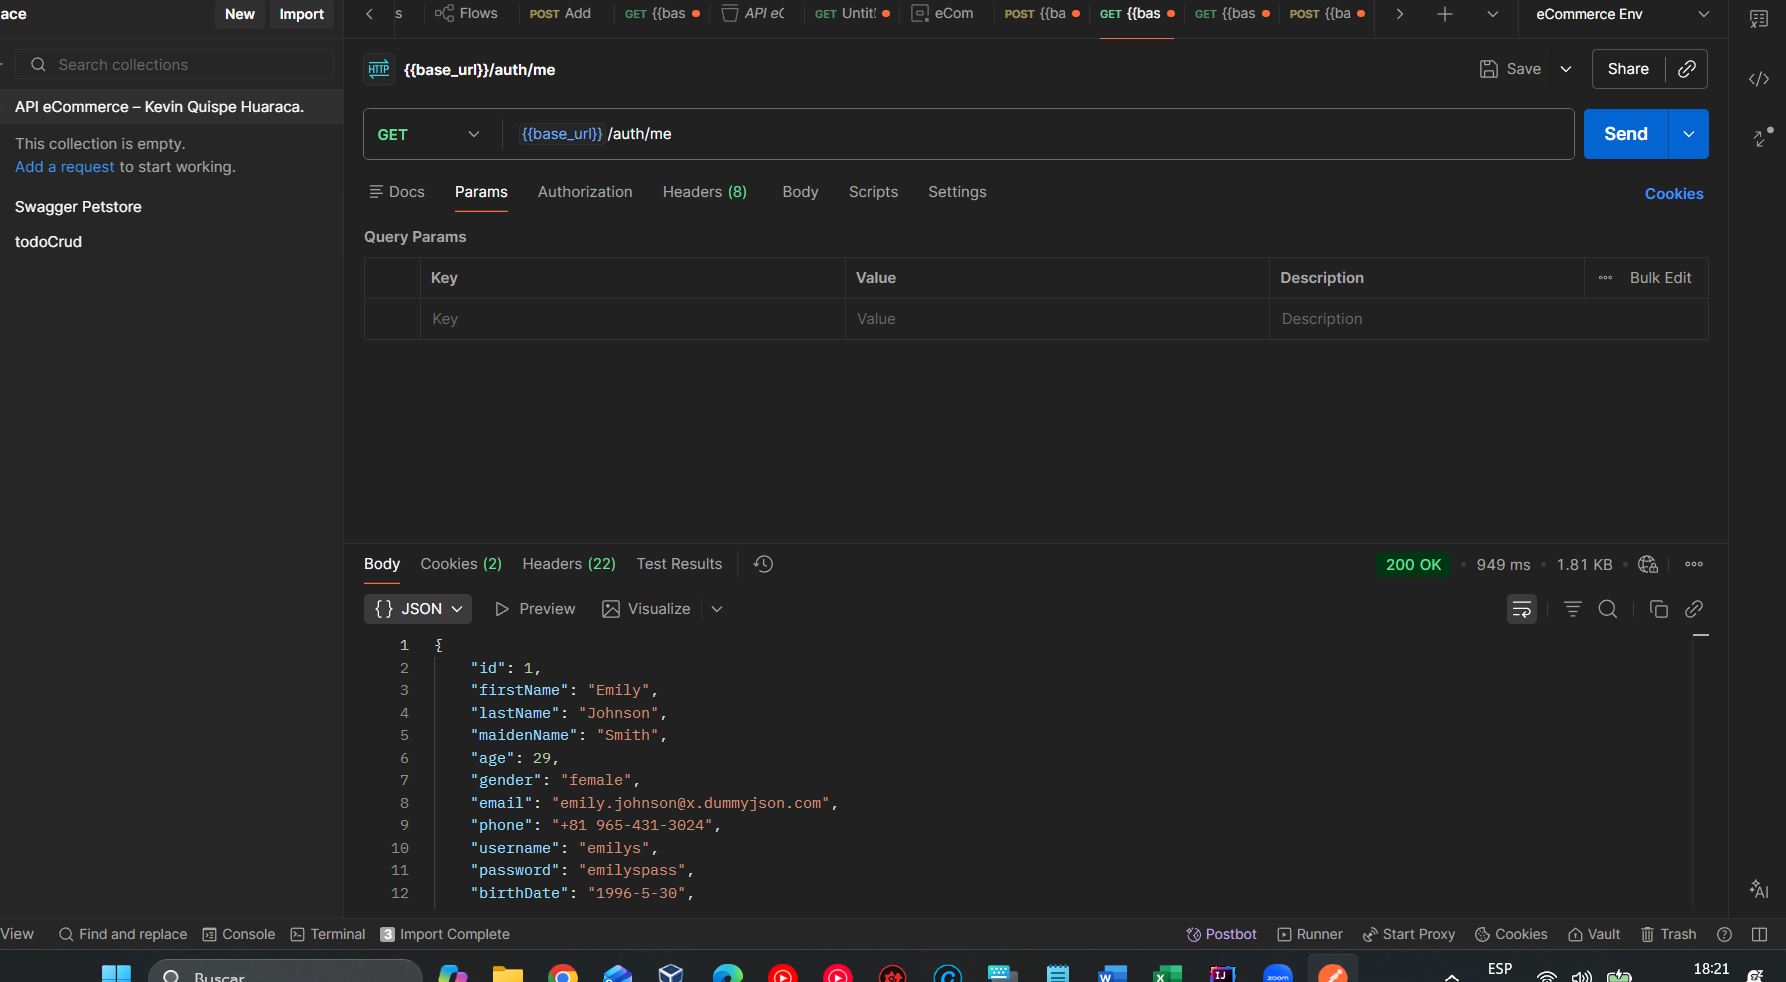 ace
New
Import
s
Flows
POST Add
GET {{bas
API eC
GET Untitl
eCom
POST {{ba
GET {{bas
GET {{bas
POST {{ba
eCommerce Env
Search collections
HTTP {{base_url}}/auth/me
Save
Share
API eCommerce – Kevin Quispe Huaraca.
This collection is empty.
Add a request to start working.
Swagger Petstore
todoCrud
GET
{{base_url}} /auth/me
Send
Docs
Params
Authorization
Headers (8)
Body
Scripts
Settings
Cookies
Query Params
Key
Value
Description
Bulk Edit
Key
Value
Description
Body
Cookies (2)
Headers (22)
Test Results
200 OK
949 ms
1.81 KB
{ } JSON
Preview
Visualize
1 {
2 "id": 1,
3 "firstName": "Emily",
4 "lastName": "Johnson",
5 "maidenName": "Smith",
6 "age": 29,
7 "gender": "female",
8 "email": "emily.johnson@x.dummyjson.com",
9 "phone": "+81 965-431-3024",
10 "username": "emilys",
11 "password": "emilyspass",
12 "birthDate": "1996-5-30",
AI
View
Find and replace
Console
Terminal
3 Import Complete
Postbot
Runner
Start Proxy
Cookies
Vault
Trash
Buscar
zoom
ESP
18:21